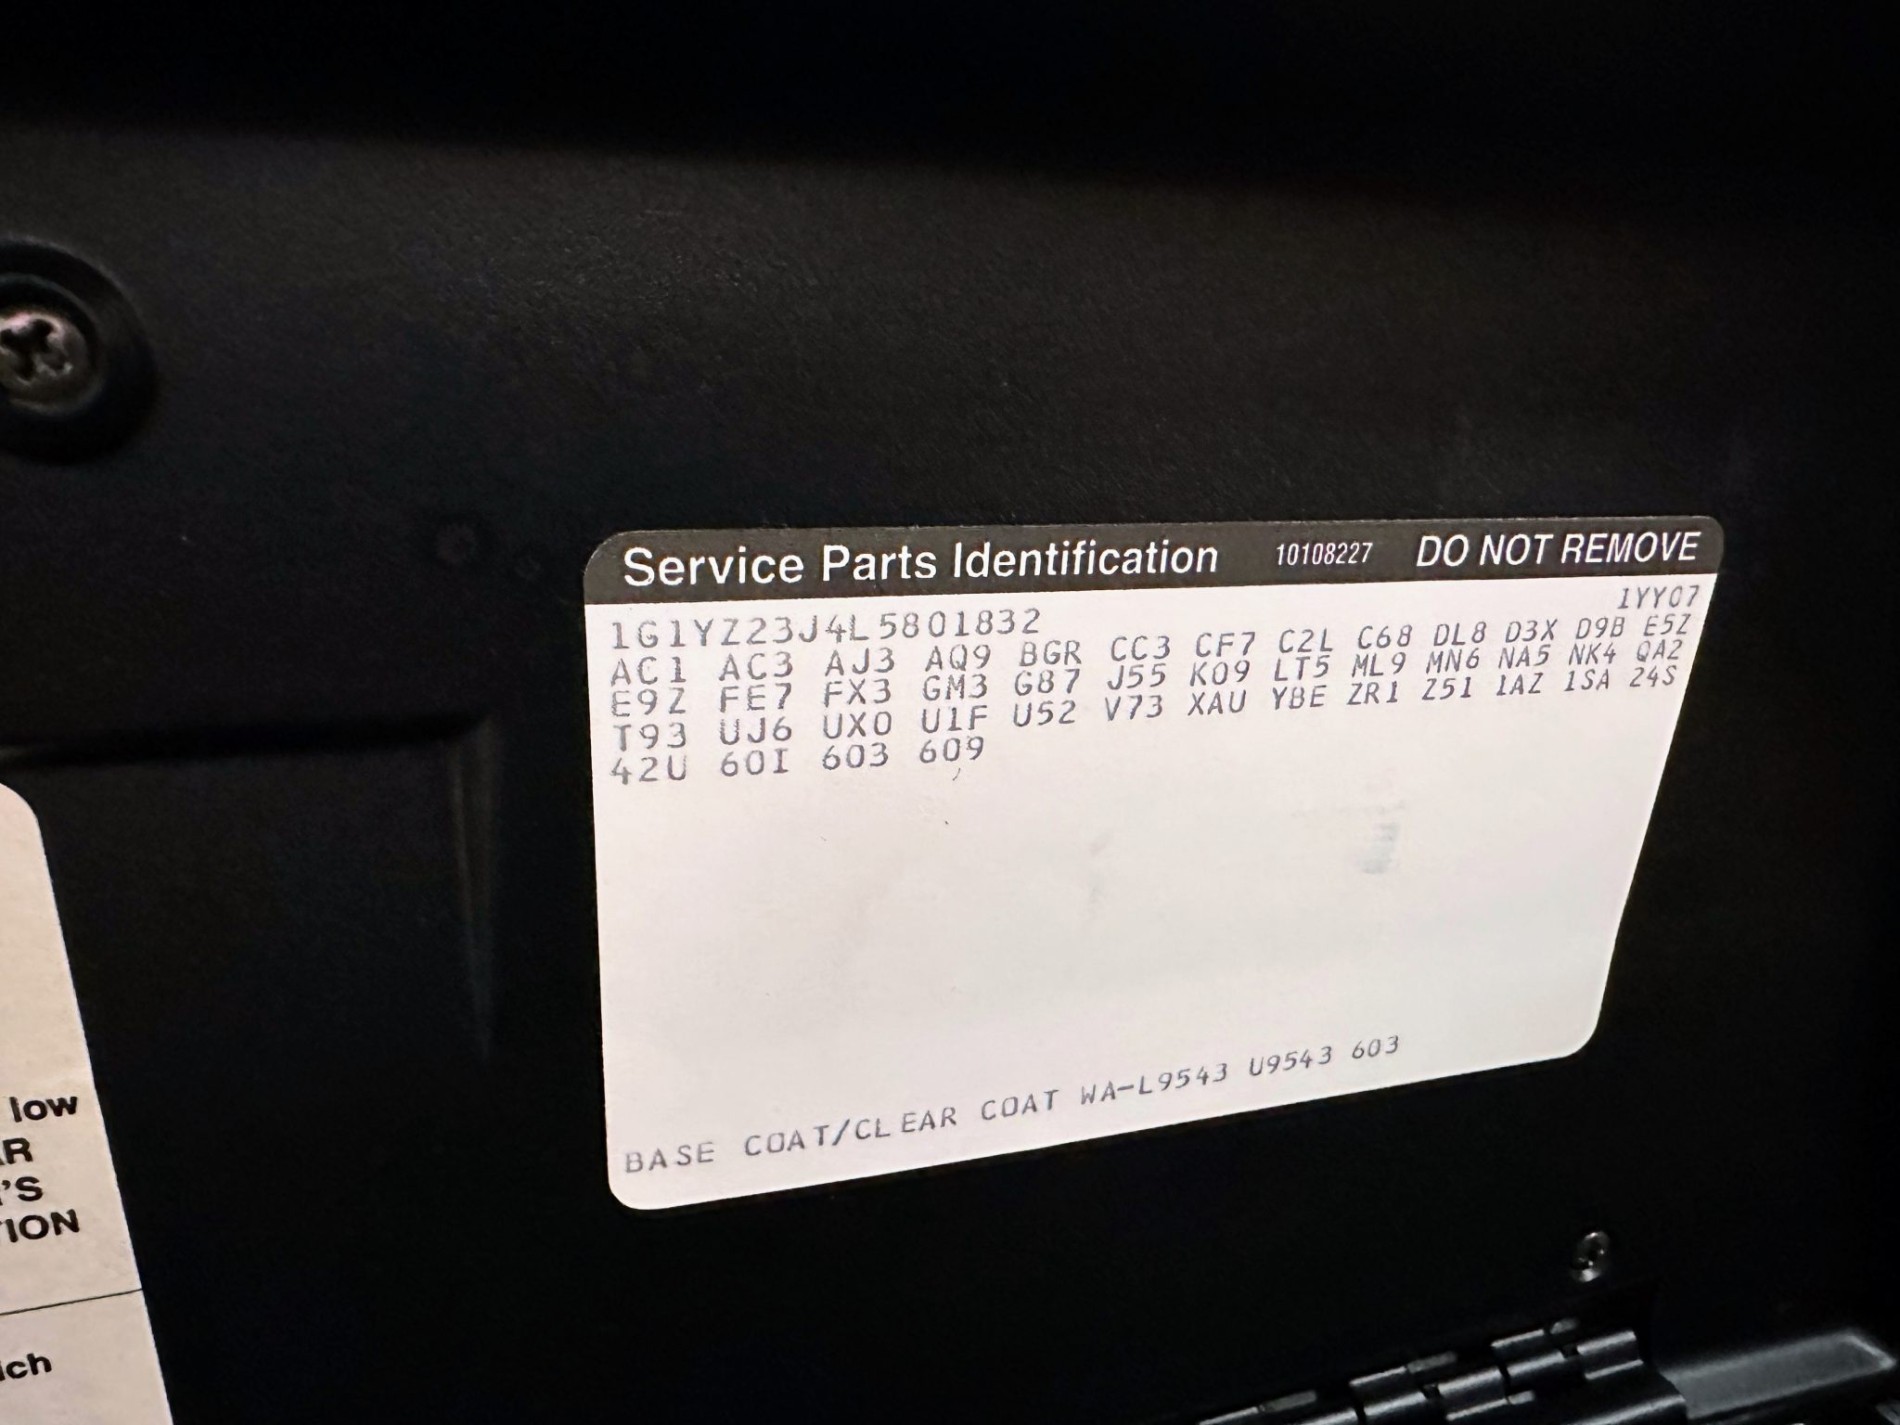 Service Parts Identification 10108227 DO NOT REMOVE
1YY07
1G1YZ23J4L5801832
AC1 AC3 AJ3 AQ9 BGR CC3 CF7 C2L C68 DL8 D3X D9B E5Z
E9Z FE7 FX3 GM3 G87 J55 K09 LT5 ML9 MN6 NA5 NK4 QA2
T93 UJ6 UX0 U1F U52 V73 XAU Y8E ZR1 Z51 1AZ 1SA 24S
42U 60I 603 609
BASE COAT/CLEAR COAT WA-L9543 U9543 603
low
R
'S
TION
ich